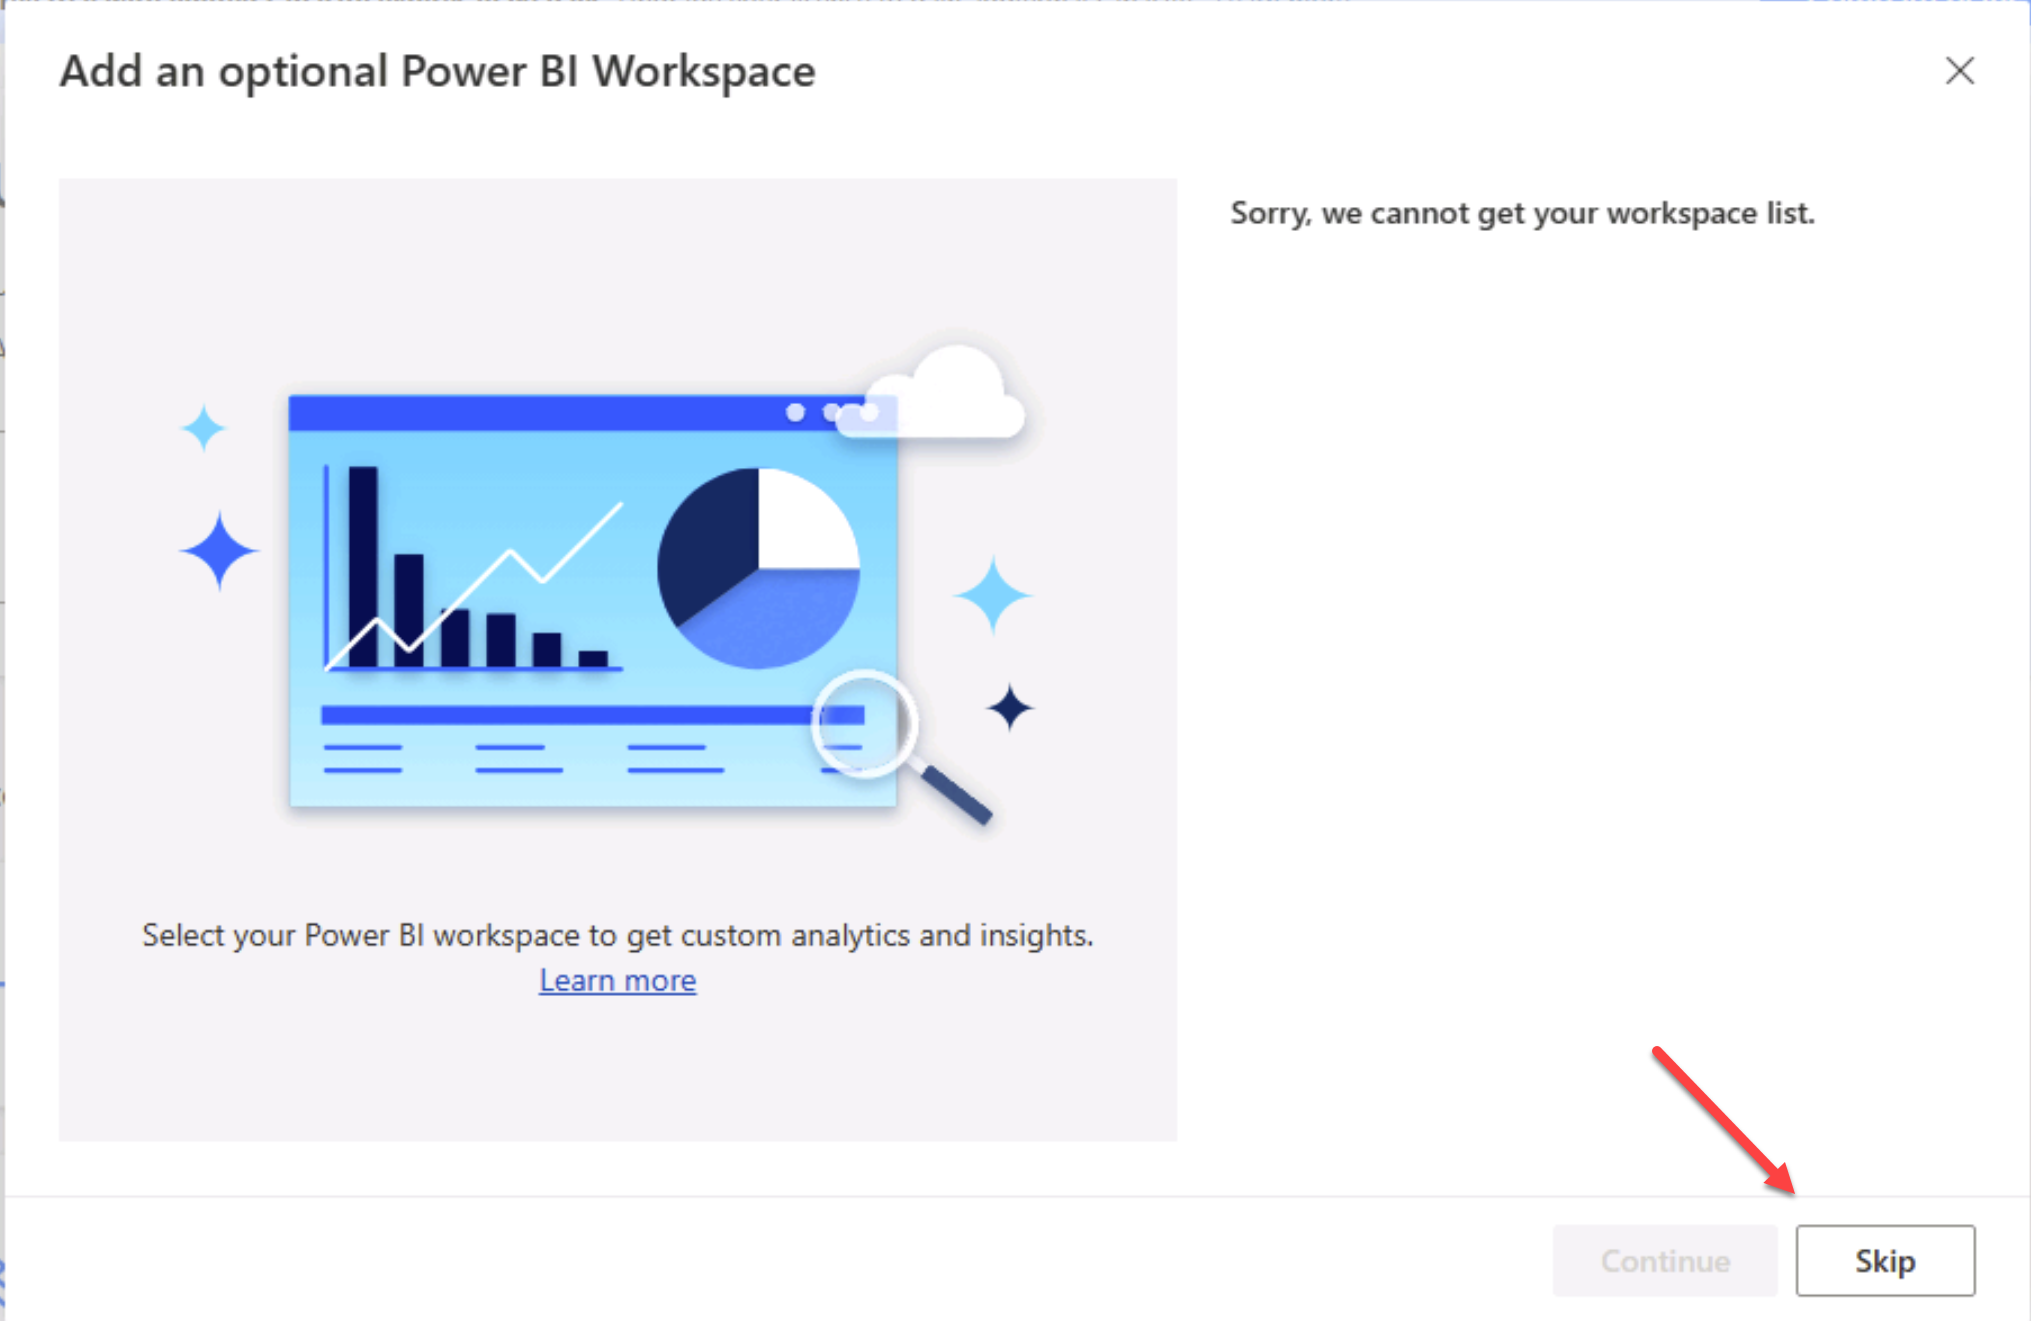 Add an optional Power BI Workspace
Sorry, we cannot get your workspace list.
Select your Power BI workspace to get custom analytics and insights.
Learn more
Continue
Skip